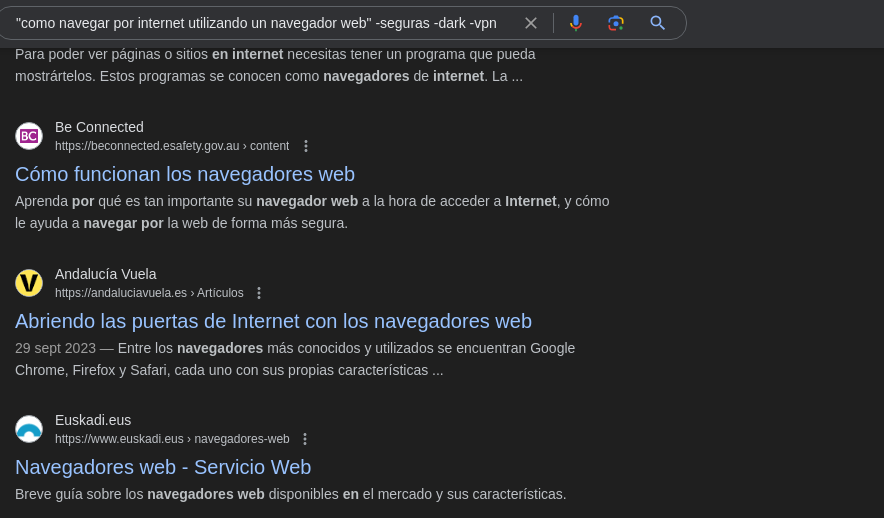 "como navegar por internet utilizando un navegador web" -seguras -dark -vpn
Para poder ver páginas o sitios en internet necesitas tener un programa que pueda
mostrártelos. Estos programas se conocen como navegadores de internet. La ...
BC
Be Connected
https://beconnected.esafety.gov.au › content
Cómo funcionan los navegadores web
Aprenda por qué es tan importante su navegador web a la hora de acceder a Internet, y cómo
le ayuda a navegar por la web de forma más segura.
V
Andalucía Vuela
https://andaluciavuela.es › Artículos
Abriendo las puertas de Internet con los navegadores web
29 sept 2023 — Entre los navegadores más conocidos y utilizados se encuentran Google
Chrome, Firefox y Safari, cada uno con sus propias características ...
Euskadi.eus
https://www.euskadi.eus › navegadores-web
Navegadores web - Servicio Web
Breve guía sobre los navegadores web disponibles en el mercado y sus características.